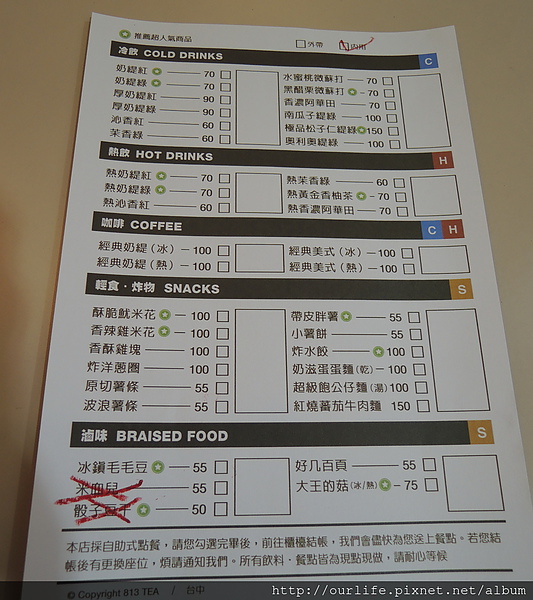 推薦超人氣商品 □外帶 □內用
冷飲 COLD DRINKS C
奶緹紅 70
奶緹綠 70
厚奶緹紅 90
厚奶緹綠 90
沁香紅 60
茉香綠 60
水蜜桃微蘇打 70
黑醋栗微蘇打 70
香濃阿華田 70
南瓜子緹綠 100
極品松子仁緹綠 150
奧利奧緹綠 100
熱飲 HOT DRINKS H
熱奶緹紅 70
熱奶緹綠 70
熱沁香紅 60
熱茉香綠 60
熱黃金香柚茶 70
熱香濃阿華田 70
咖啡 COFFEE C H
經典奶緹(冰) 100
經典奶緹(熱) 100
經典美式(冰) 100
經典美式(熱) 100
輕食·炸物 SNACKS S
酥脆魷米花 100
香辣雞米花 100
香酥雞塊 100
炸洋蔥圈 100
原切薯條 55
波浪薯條 55
帶皮胖薯 55
小薯餅 55
炸水餃 100
奶滋蛋蛋麵(乾) 100
超級飽公仔麵(湯) 100
紅燒蕃茄牛肉麵 150
滷味 BRAISED FOOD S
冰鎮毛毛豆 55
米血兒 55
骰子豆干 50
好几百頁 55
大王的菇(冰/熱) 75
本店採自助式點餐,請您勾選完畢後,前往櫃檯結帳,我們會儘快為您送上餐點。若您結
帳後有更換座位,煩請通知我們。所有飲料、餐點皆為現點現做,請耐心等候
© Copyright 813 TEA / 台中
http://ourlife.pixnet.net/album